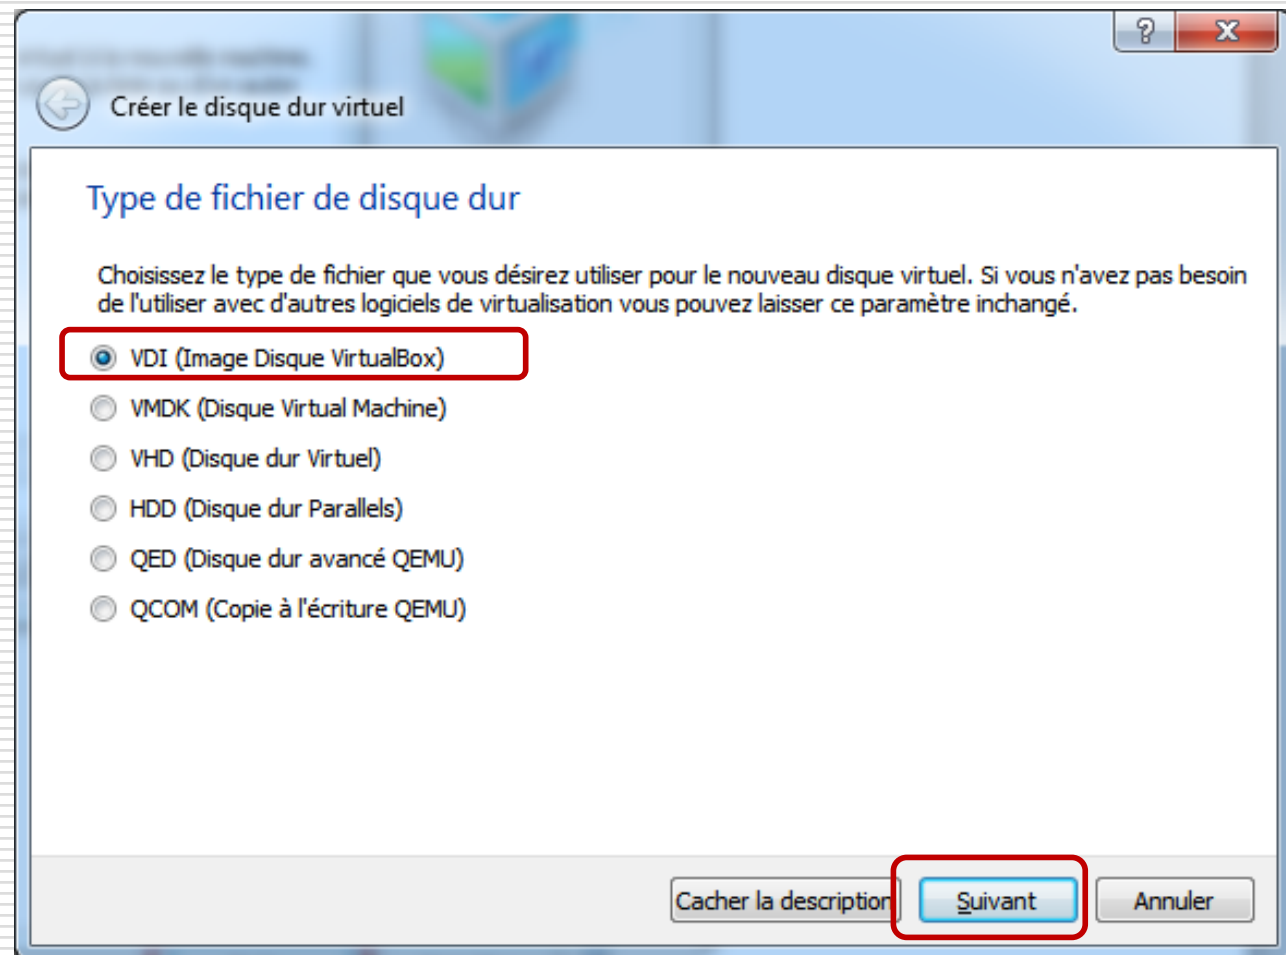 ?
X
Créer le disque dur virtuel
Type de fichier de disque dur
Choisissez le type de fichier que vous désirez utiliser pour le nouveau disque virtuel. Si vous n'avez pas besoin
de l'utiliser avec d'autres logiciels de virtualisation vous pouvez laisser ce paramètre inchangé.
VDI (Image Disque VirtualBox)
VMDK (Disque Virtual Machine)
VHD (Disque dur Virtuel)
HDD (Disque dur Parallels)
QED (Disque dur avancé QEMU)
QCOM (Copie à l'écriture QEMU)
Cacher la description Suivant Annuler